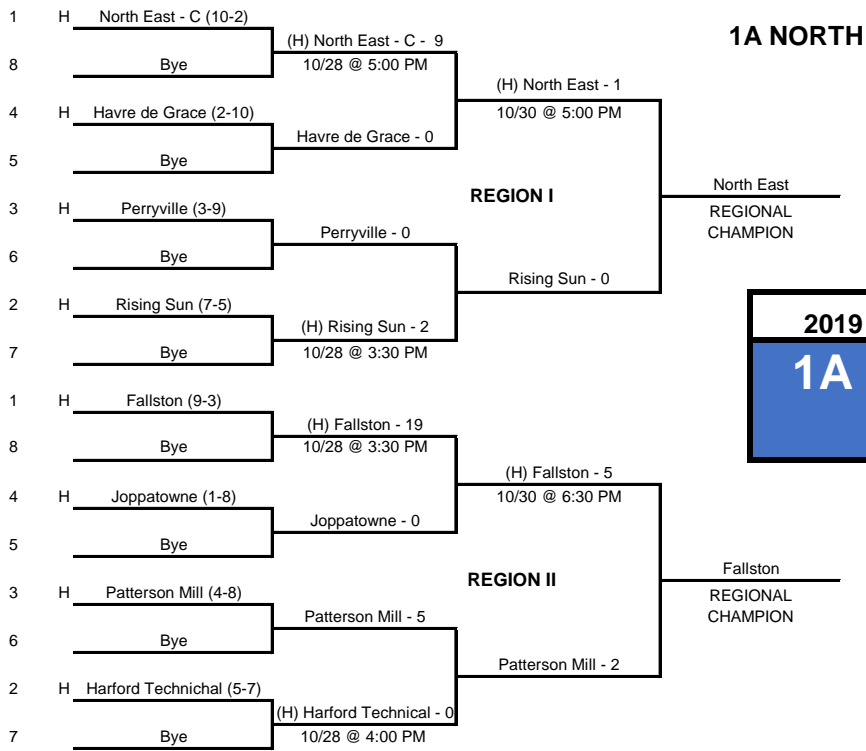 1A NORTH
1 H North East - C (10-2)
8 Bye
4 H Havre de Grace (2-10)
5 Bye
3 H Perryville (3-9)
6 Bye
2 H Rising Sun (7-5)
7 Bye
(H) North East - C - 9
10/28 @ 5:00 PM
Havre de Grace - 0
Perryville - 0
(H) Rising Sun - 2
10/28 @ 3:30 PM
(H) North East - 1
10/30 @ 5:00 PM
REGION I
Rising Sun - 0
North East
REGIONAL
CHAMPION
2019
1A
1 H Fallston (9-3)
8 Bye
4 H Joppatowne (1-8)
5 Bye
3 H Patterson Mill (4-8)
6 Bye
2 H Harford Technichal (5-7)
7 Bye
(H) Fallston - 19
10/28 @ 3:30 PM
Joppatowne - 0
Patterson Mill - 5
(H) Harford Technical - 0
10/28 @ 4:00 PM
(H) Fallston - 5
10/30 @ 6:30 PM
REGION II
Patterson Mill - 2
Fallston
REGIONAL
CHAMPION